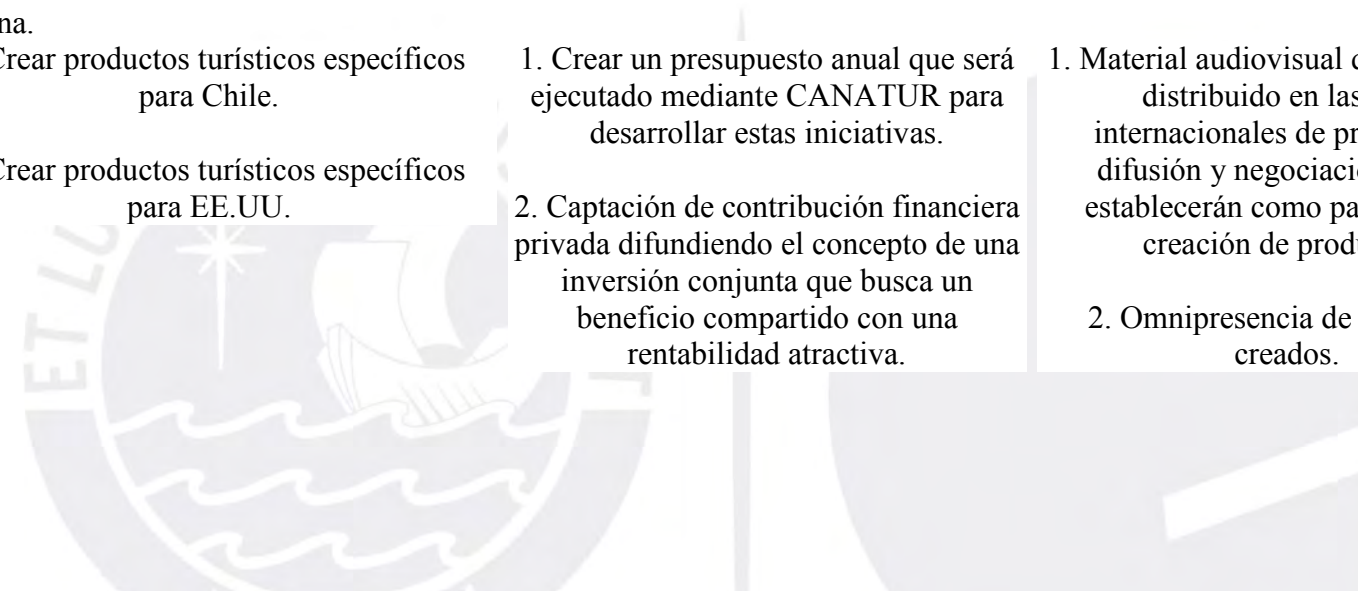 na.
Crear productos turísticos específicos
para Chile.
Crear productos turísticos específicos
para EE.UU.
1. Crear un presupuesto anual que será
ejecutado mediante CANATUR para
desarrollar estas iniciativas.
2. Captación de contribución financiera
privada difundiendo el concepto de una
inversión conjunta que busca un
beneficio compartido con una
rentabilidad atractiva.
1. Material audiovisual
distribuido en las
internacionales de
difusión y
establecerán como
creación de
2. Omnipresencia de
creados.
ET LU